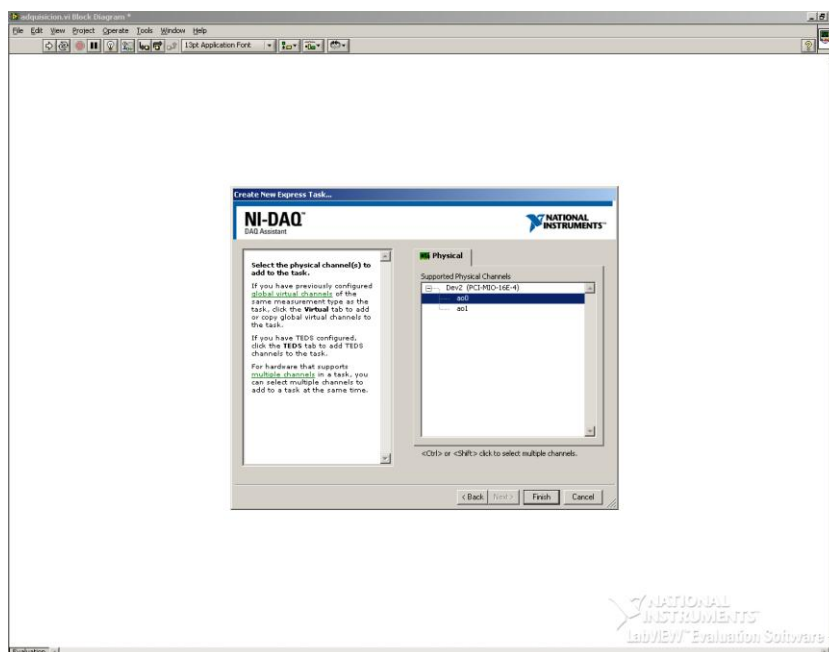 adquisicion.vi Block Diagram *
File Edit View Project Operate Tools Window Help
13pt Application Font
Create New Express Task...
NI-DAQ™
DAQ Assistant
NATIONAL
INSTRUMENTS™
Select the physical channel(s) to
add to the task.
If you have previously configured
global virtual channels of the
same measurement type as the
task, click the Virtual tab to add
or copy global virtual channels to
the task.
If you have TEDS configured,
click the TEDS tab to add TEDS
channels to the task.
For hardware that supports
multiple channels in a task, you
can select multiple channels to
add to a task at the same time.
Physical
Supported Physical Channels
Dev2 (PCI-MIO-16E-4)
ao0
ao1
<Ctrl> or <Shift> click to select multiple channels.
< Back Next > Finish Cancel
NATIONAL
INSTRUMENTS
LabVIEW™ Evaluation Software